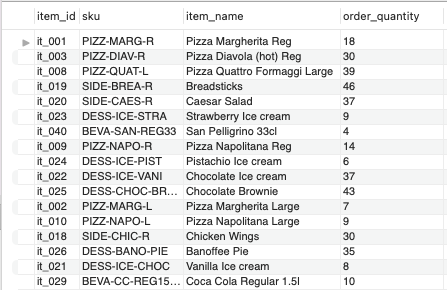 item_id sku item_name order_quantity
it_001 PIZZ-MARG-R Pizza Margherita Reg 18
it_003 PIZZ-DIAV-R Pizza Diavola (hot) Reg 30
it_008 PIZZ-QUAT-L Pizza Quattro Formaggi Large 39
it_019 SIDE-BREA-R Breadsticks 46
it_020 SIDE-CAES-R Caesar Salad 37
it_023 DESS-ICE-STRA Strawberry Ice cream 9
it_040 BEVA-SAN-REG33 San Pelligrino 33cl 4
it_009 PIZZ-NAPO-R Pizza Napolitana Reg 14
it_024 DESS-ICE-PIST Pistachio Ice cream 6
it_022 DESS-ICE-VANI Chocolate Ice cream 37
it_025 DESS-CHOC-BR... Chocolate Brownie 43
it_002 PIZZ-MARG-L Pizza Margherita Large 7
it_010 PIZZ-NAPO-L Pizza Napolitana Large 9
it_018 SIDE-CHIC-R Chicken Wings 30
it_026 DESS-BANO-PIE Banoffee Pie 35
it_021 DESS-ICE-CHOC Vanilla Ice cream 8
it_029 BEVA-CC-REG15... Coca Cola Regular 1.5l 10